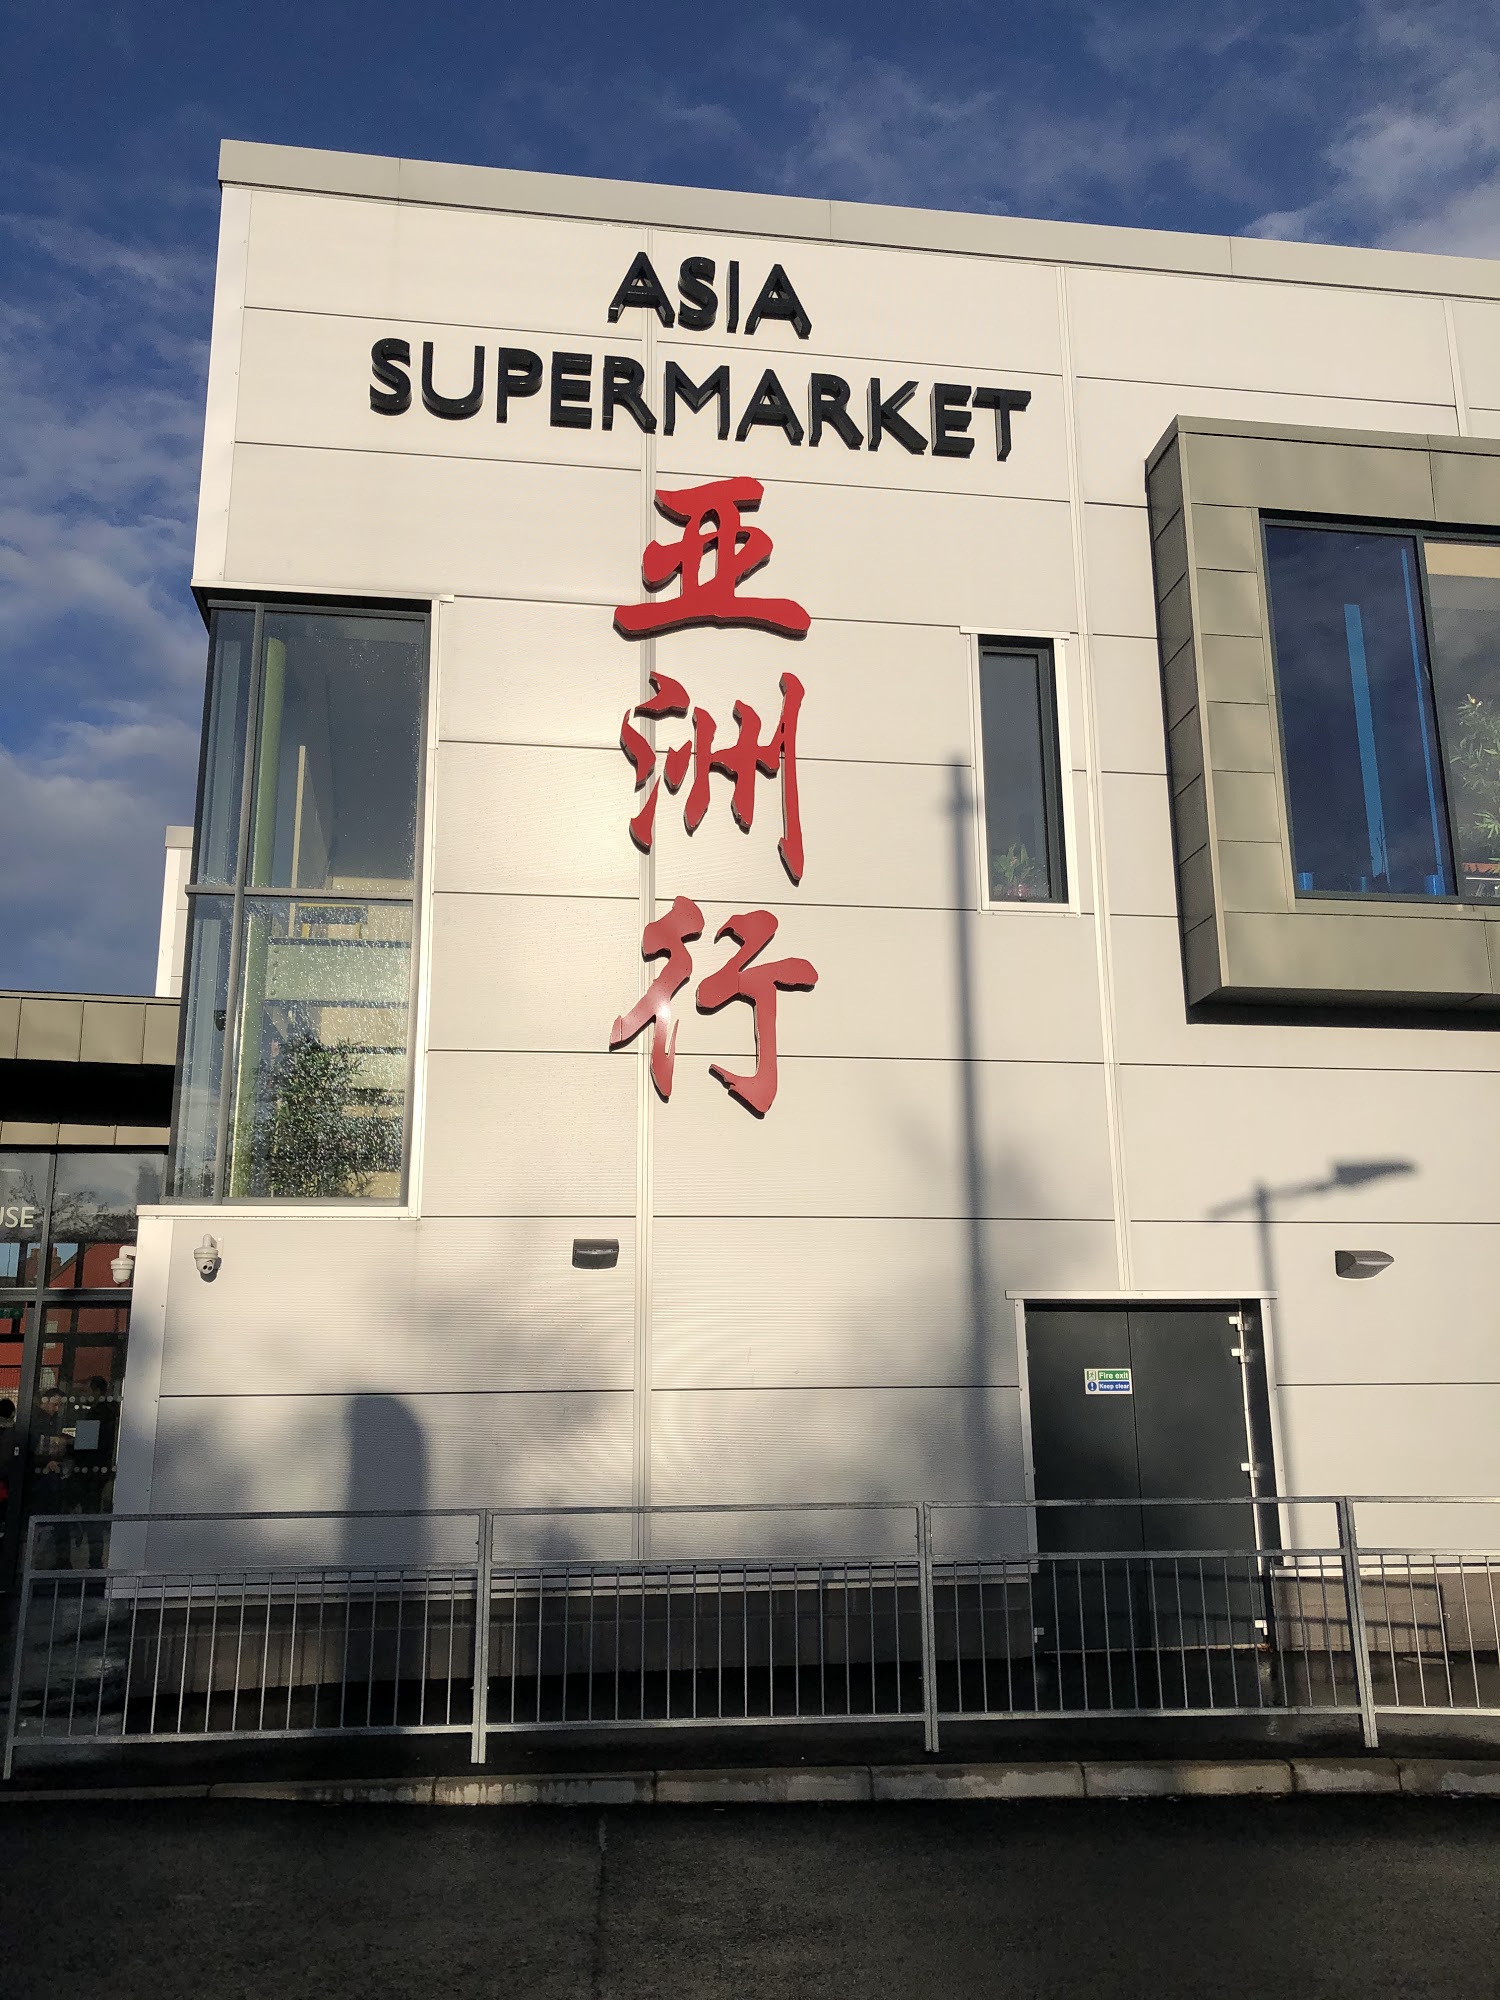 ASIA
SUPERMARKET
亚
洲
行
Fire exit
Keep clear